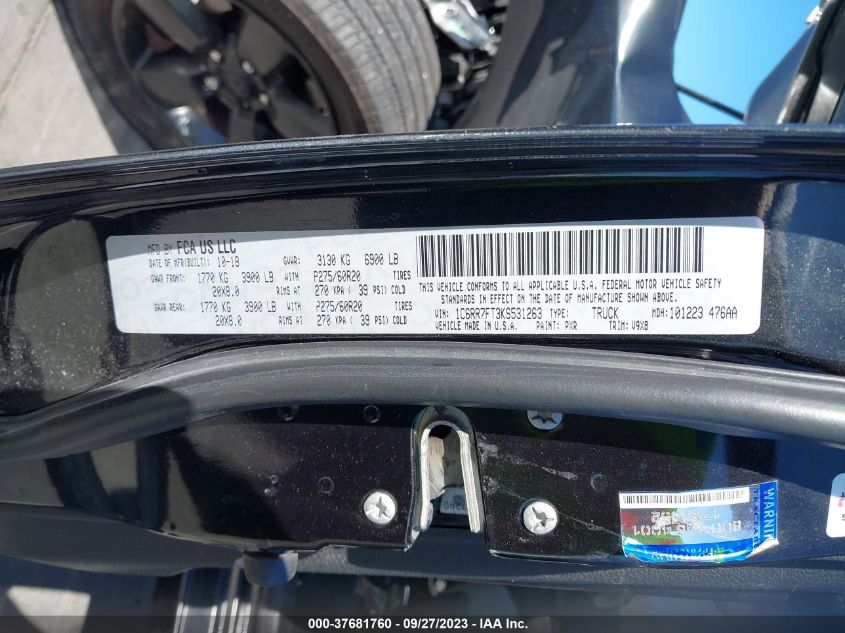 MFD BY FCA US LLC
DATE OF MFR(BUILT): 10-18 GVWR: 3130 KG 6900 LB
GAWR FRONT: 1770 KG 3900 LB WITH P275/60R20 TIRES
20X8.0 RIMS AT 270 KPA ( 39 PSI) COLD
GAWR REAR: 1770 KG 3900 LB WITH P275/60R20 TIRES
20X8.0 RIMS AT 270 KPA ( 39 PSI) COLD
THIS VEHICLE CONFORMS TO ALL APPLICABLE U.S.A. FEDERAL MOTOR VEHICLE SAFETY
STANDARDS IN EFFECT ON THE DATE OF MANUFACTURE SHOWN ABOVE.
VIN: 1C6RR7FT3KS531263 TYPE: TRUCK MDH: 101223 476AA
VEHICLE MADE IN U.S.A. PAINT: PXR TRIM: V9X8
WARNIN
000-37681760 / 09/27/2023 / © IAA Inc.